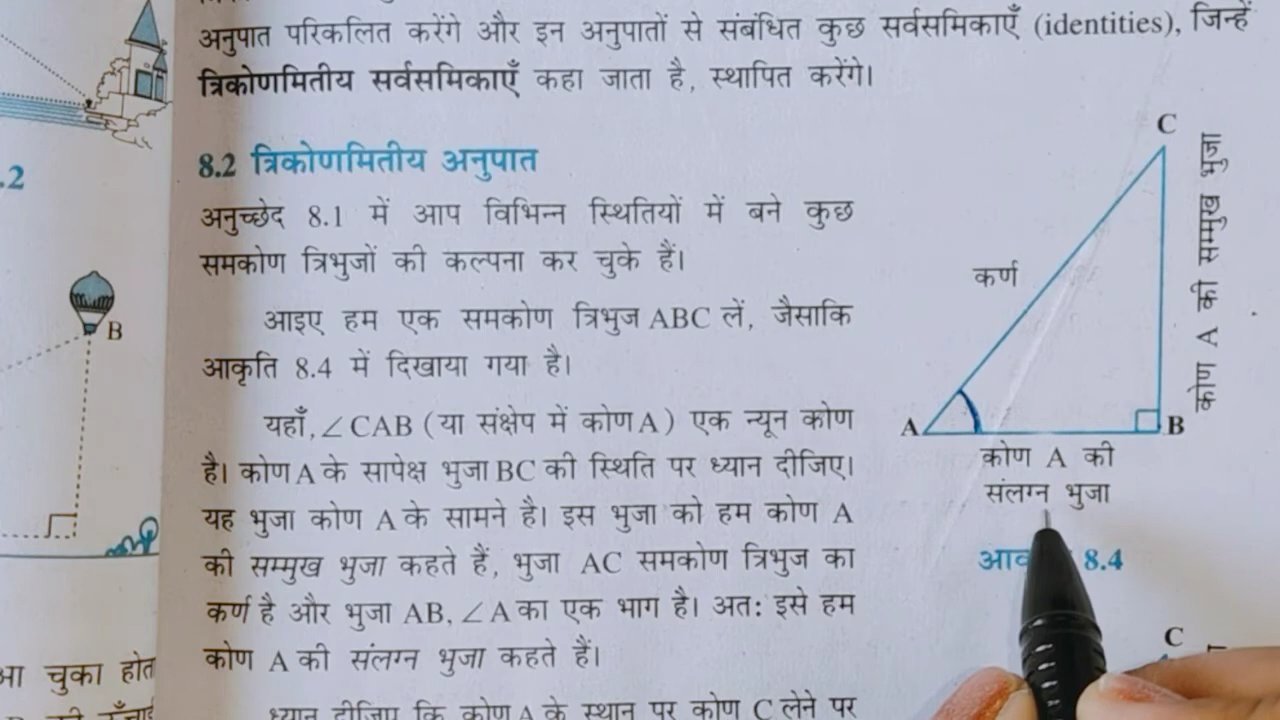 अनुपात परिकलित करेंगे और इन अनुपातों से संबंधित कुछ सर्वसमिकाएँ (identities), जिन्हें
त्रिकोणमितीय सर्वसमिकाएँ कहा जाता है, स्थापित करेंगे।
8.2 त्रिकोणमितीय अनुपात
अनुच्छेद 8.1 में आप विभिन्न स्थितियों में बने कुछ
समकोण त्रिभुजों की कल्पना कर चुके हैं।
आइए हम एक समकोण त्रिभुज ABC लें, जैसाकि
आकृति 8.4 में दिखाया गया है।
यहाँ, ∠CAB (या संक्षेप में कोण A) एक न्यून कोण
है। कोण A के सापेक्ष भुजा BC की स्थिति पर ध्यान दीजिए।
यह भुजा कोण A के सामने है। इस भुजा को हम कोण A
की सम्मुख भुजा कहते हैं, भुजा AC समकोण त्रिभुज का
कर्ण है और भुजा AB, ∠A का एक भाग है। अत: इसे हम
कोण A की संलग्न भुजा कहते हैं।
ध्यान दीजिए कि कोण A के स्थान पर कोण C लेने पर
C
कर्ण
कोण A की सम्मुख भुजा
A
B
कोण A की
संलग्न भुजा
8.4
C
.2
B
चुका होत